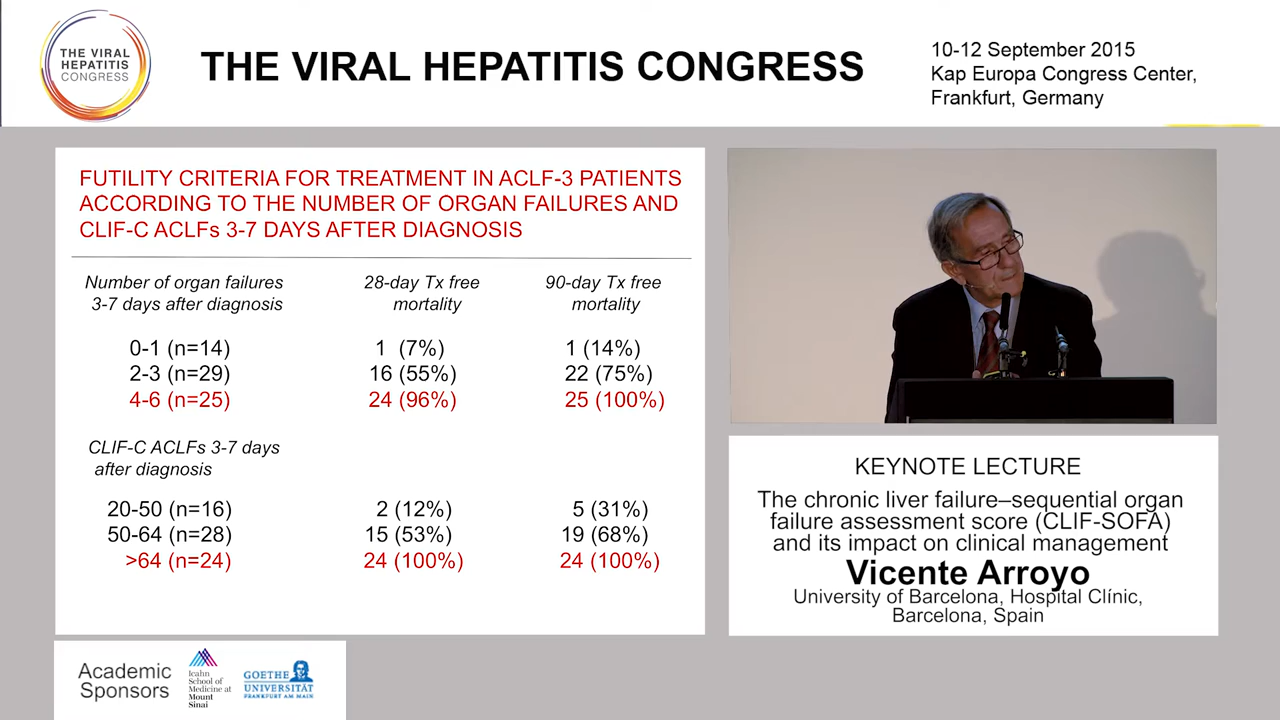 THE VIRAL
HEPATITIS
CONGRESS
THE VIRAL HEPATITIS CONGRESS
10-12 September 2015
Kap Europa Congress Center,
Frankfurt, Germany
FUTILITY CRITERIA FOR TREATMENT IN ACLF-3 PATIENTS
ACCORDING TO THE NUMBER OF ORGAN FAILURES AND
CLIF-C ACLFs 3-7 DAYS AFTER DIAGNOSIS
Number of organ failures 28-day Tx free 90-day Tx free
3-7 days after diagnosis mortality mortality
0-1 (n=14) 1 (7%) 1 (14%)
2-3 (n=29) 16 (55%) 22 (75%)
4-6 (n=25) 24 (96%) 25 (100%)
CLIF-C ACLFs 3-7 days
after diagnosis
20-50 (n=16) 2 (12%) 5 (31%)
50-64 (n=28) 15 (53%) 19 (68%)
>64 (n=24) 24 (100%) 24 (100%)
KEYNOTE LECTURE
The chronic liver failure–sequential organ
failure assessment score (CLIF-SOFA)
and its impact on clinical management
Vicente Arroyo
University of Barcelona, Hospital Clínic,
Barcelona, Spain
Academic
Sponsors
Icahn
School of
Medicine at
Mount
Sinai
GOETHE
UNIVERSITÄT
FRANKFURT AM MAIN